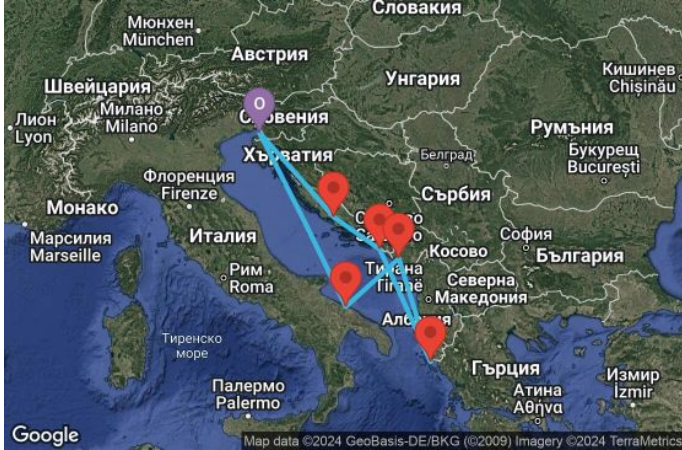 Словакия
Мюнхен
München
Австрия
Кишинев
Chișinău
Унгария
Швейцария
Лион
Lyon
Милано
Milano
О
Словения
Румъния
Хърватия
Белград
Букурещ
București
Флоренция
Firenze
Монако
Сърбия
Марсилия
Marseille
Италия
Косово
София
България
Рим
Roma
Тирана
Tiranë
Северна
Македония
Тиренско
море
Гърция
Измир
İzmir
Палермо
Palermo
Атина
Αθήνα
Google
Map data ©2024 GeoBasis-DE/BKG (©2009) Imagery ©2024 TerraMetrics